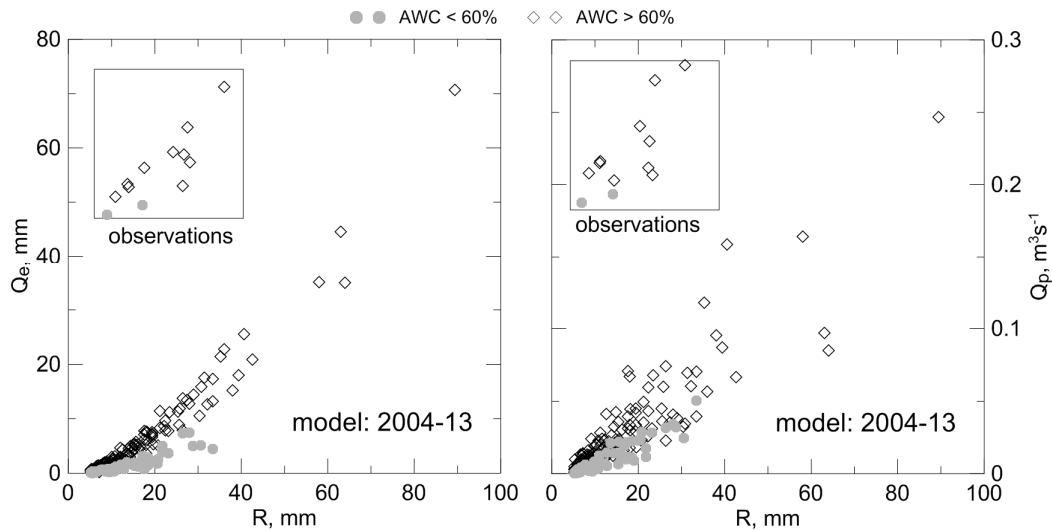 AWC < 60% AWC > 60%
80
60
40
20
0
Qe, mm
observations
model: 2004-13
0 20 40 60 80 100
R, mm
0.3
0.2
0.1
0
Qp, m³s⁻¹
observations
model: 2004-13
0 20 40 60 80 100
R, mm